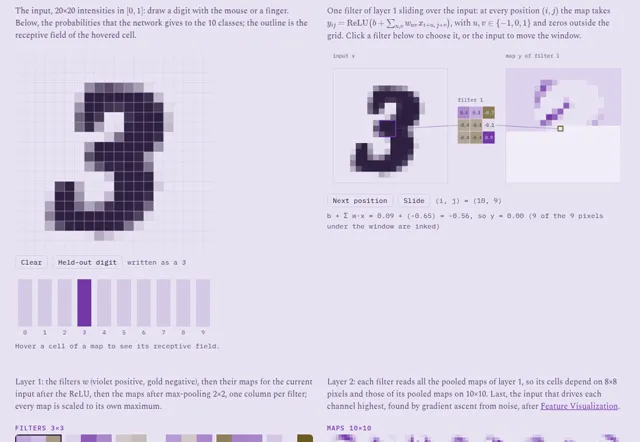 The input, 20×20 intensities in [0, 1]: draw a digit with the mouse or a finger.
Below, the probabilities that the network gives to the 10 classes; the outline is the
receptive field of the hovered cell.
Clear Held-out digit written as a 3
0 1 2 3 4 5 6 7 8 9
Hover a cell of a map to see its receptive field.
One filter of layer 1 sliding over the input: at every position (i, j) the map takes
y_{ij} = ReLU(b + ∑_{u,v} w_{uv} x_{i+u, j+v}), with u, v ∈ {−1, 0, 1} and zeros outside the
grid. Click a filter below to choose it, or the input to move the window.
input x
filter 1
map y of filter 1
Next position Slide (i, j) = (10, 9)
b + Σ w·x = 0.09 + (-0.65) = -0.56, so y = 0.00 (9 of the 9 pixels
under the window are inked)
Layer 1: the filters w (violet positive, gold negative), then their maps for the current
input after the ReLU, then the maps after max-pooling 2×2, one column per filter;
every map is scaled to its own maximum.
FILTERS 3×3
Layer 2: each filter reads all the pooled maps of layer 1, so its cells depend on 8×8
pixels and those of its pooled maps on 10×10. Last, the input that drives each
channel highest, found by gradient ascent from noise, after Feature Visualization.
MAPS 10×10